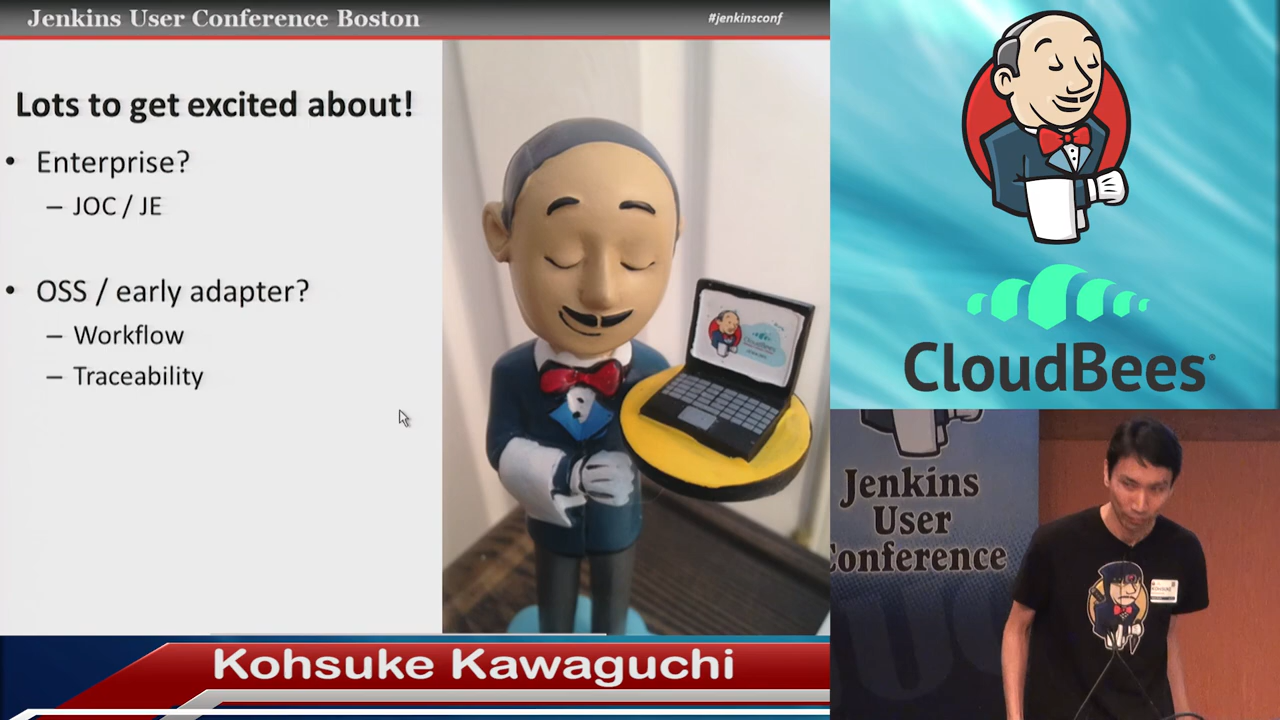 Jenkins User Conference Boston
#jenkinsconf
Lots to get excited about!
• Enterprise?
– JOC / JE
• OSS / early adapter?
– Workflow
– Traceability
Kohsuke Kawaguchi
CloudBees
Jenkins
User
Conference